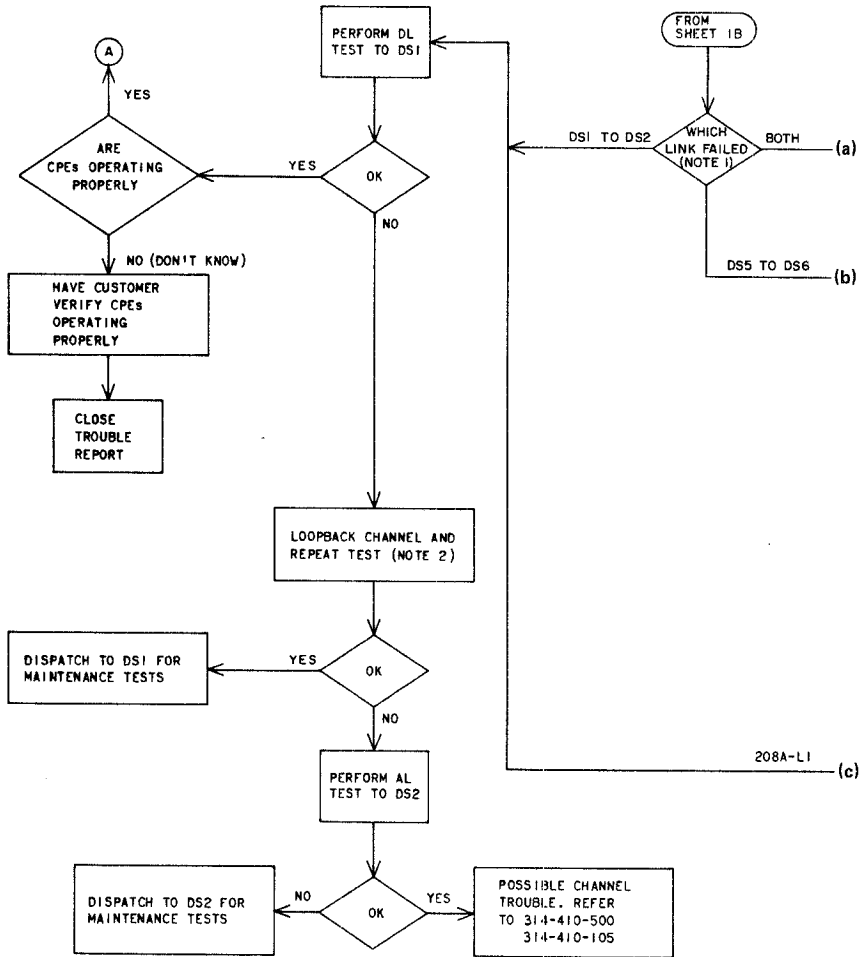 PERFORM DL
TEST TO DS1
FROM
SHEET 1B
A
YES
ARE
CPEs OPERATING
PROPERLY
YES
OK
NO
DS1 TO DS2
WHICH
LINK FAILED
(NOTE 1)
BOTH
(a)
DS5 TO DS6
(b)
NO (DON'T KNOW)
HAVE CUSTOMER
VERIFY CPEs
OPERATING
PROPERLY
CLOSE
TROUBLE
REPORT
LOOPBACK CHANNEL AND
REPEAT TEST (NOTE 2)
DISPATCH TO DS1 FOR
MAINTENANCE TESTS
YES
OK
NO
208A-L1
(c)
PERFORM AL
TEST TO DS2
DISPATCH TO DS2 FOR
MAINTENANCE TESTS
NO
OK
YES
POSSIBLE CHANNEL
TROUBLE. REFER
TO 314-410-500
314-410-105